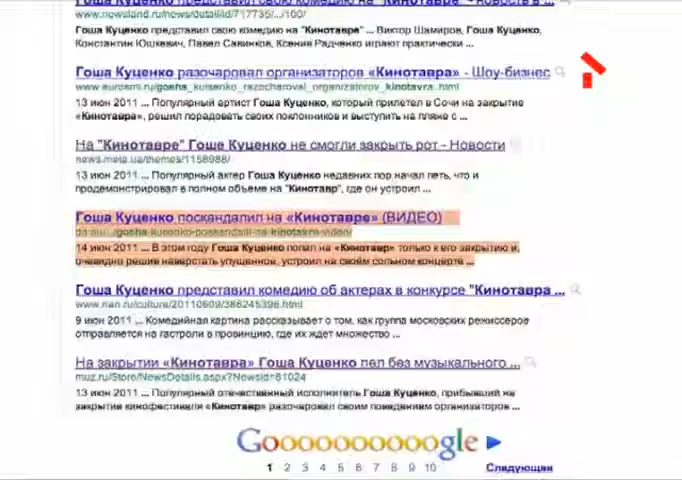 Гоша Куценко представил свою комедию на "Кинотавре" - новость в ...
www.newsland.ru/news/detail/id/717735/.../100/
Гоша Куценко представил свою комедию на "Кинотавре" ... Виктор Шамиров, Гоша Куценко,
Константин Юшкевич, Павел Савинков, Ксения Радченко играют практически ...
Гоша Куценко разочаровал организаторов «Кинотавра» - Шоу-бизнес
www.eurosmi.ru/gosha_kucenko_razocharoval_organizatorov_kinotavra.html
13 июн 2011 ... Популярный артист Гоша Куценко, который прилетел в Сочи на закрытие
«Кинотавра», решил порадовать своих поклонников и выступить на пляже с ...
На "Кинотавре" Гоше Куценко не смогли закрыть рот - Новости
news.meta.ua/themes/1158988/
13 июн 2011 ... Популярный актер Гоша Куценко недавних пор начал петь, что и
продемонстрировал в полном объеме на "Кинотавр", где он устроил ...
Гоша Куценко поскандалил на «Кинотавре» (ВИДЕО)
14 июн 2011 ... В этом году Гоша Куценко попал на «Кинотавр» только к его закрытию и,
очевидно решив наверстать упущенное, устроил на своём сольном концерте ...
Гоша Куценко представил комедию об актерах в конкурсе "Кинотавра ...
www.rian.ru/culture/20110609/386245396.html
9 июн 2011 ... Комедийная картина рассказывает о том, как группа московских режиссеров
отправляется на гастроли в провинцию, где их ждет множество ...
На закрытии «Кинотавра» Гоша Куценко пел без музыкального ...
muz.ru/Store/NewsDetails.aspx?NewsId=81024
13 июн 2011 ... Популярный отечественный исполнитель Гоша Куценко, прибывший на
закрытие кинофестиваля «Кинотавр» разочаровал своим поведением организаторов ...
Goooooooooogle
1 2 3 4 5 6 7 8 9 10 Следующая